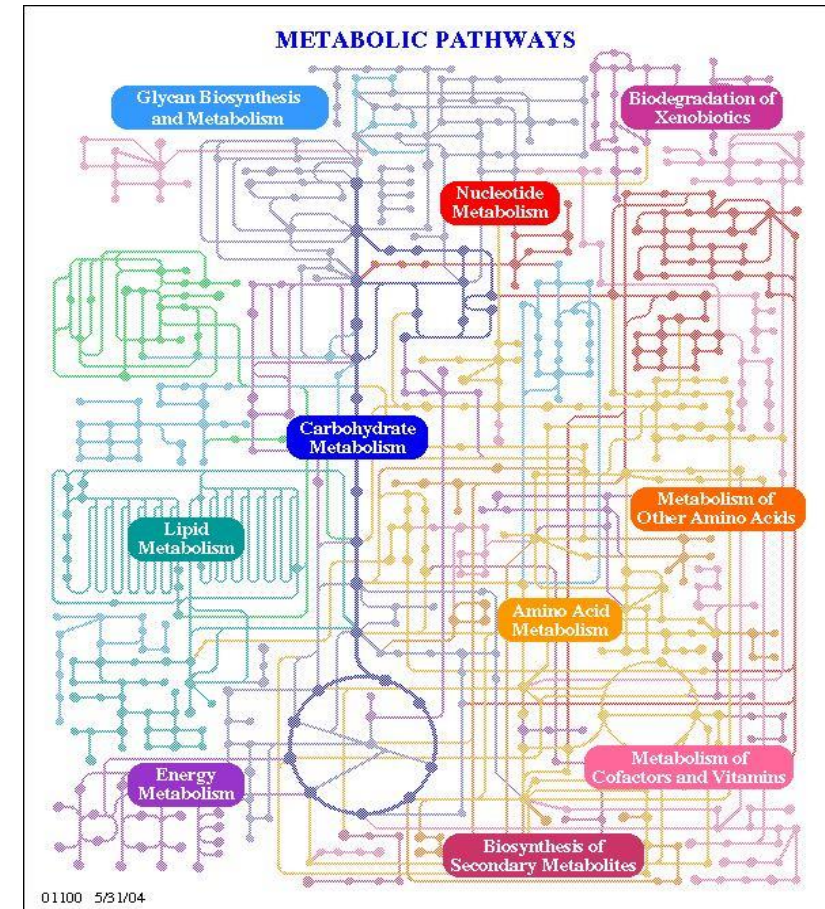 METABOLIC PATHWAYS
Glycan Biosynthesis
and Metabolism
Biodegradation of
Xenobiotics
Nucleotide
Metabolism
Carbohydrate
Metabolism
Lipid
Metabolism
Metabolism of
Other Amino Acids
Amino Acid
Metabolism
Energy
Metabolism
Metabolism of
Cofactors and Vitamins
Biosynthesis of
Secondary Metabolites
01100 5/31/04